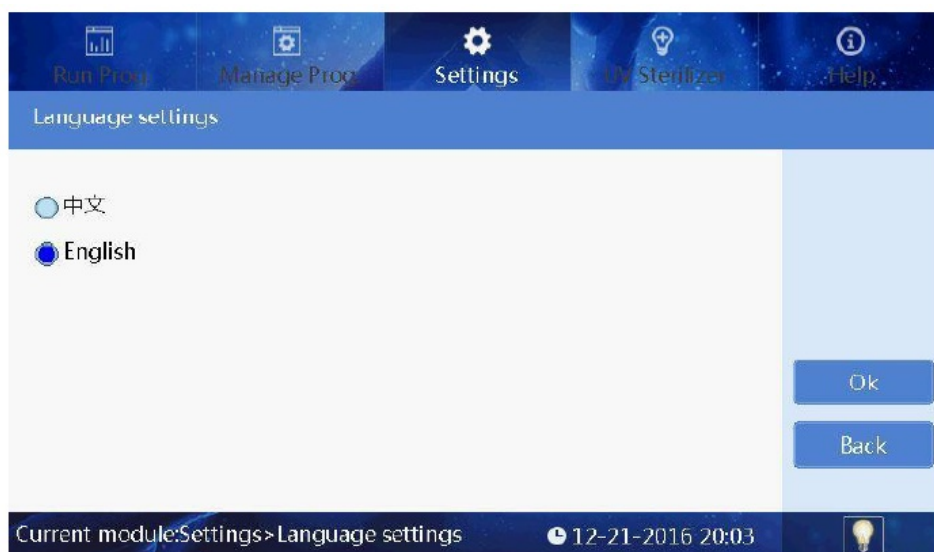 Run Prog.
Manage Prog.
Settings
UV Sterilizer
Help
Language settings
中文
English
Ok
Back
Current module:Settings>Language settings
12-21-2016 20:03